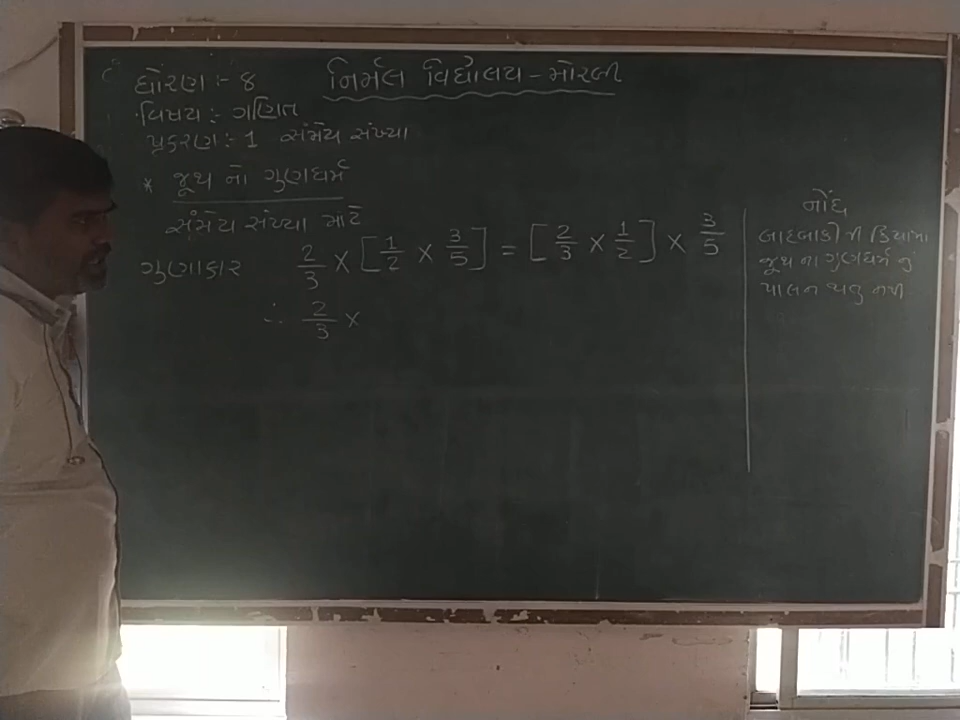 નિર્મલ વિદ્યાલય - મોરબી
ધોરણ :- ૪
વિષય :- ગણિત
પ્રકરણ :- 1 સંમેય સંખ્યા
* જૂથ નો ગુણધર્મ
સંમેય સંખ્યા માટે
ગુણાકાર 2/3 × [1/2 × 3/5] = [2/3 × 1/2] × 3/5
∴ 2/3 ×
નોંધ
બાદબાકી ની ક્રિયામાં
જૂથ ના ગુણધર્મ નું
પાલન થતુ નથી.